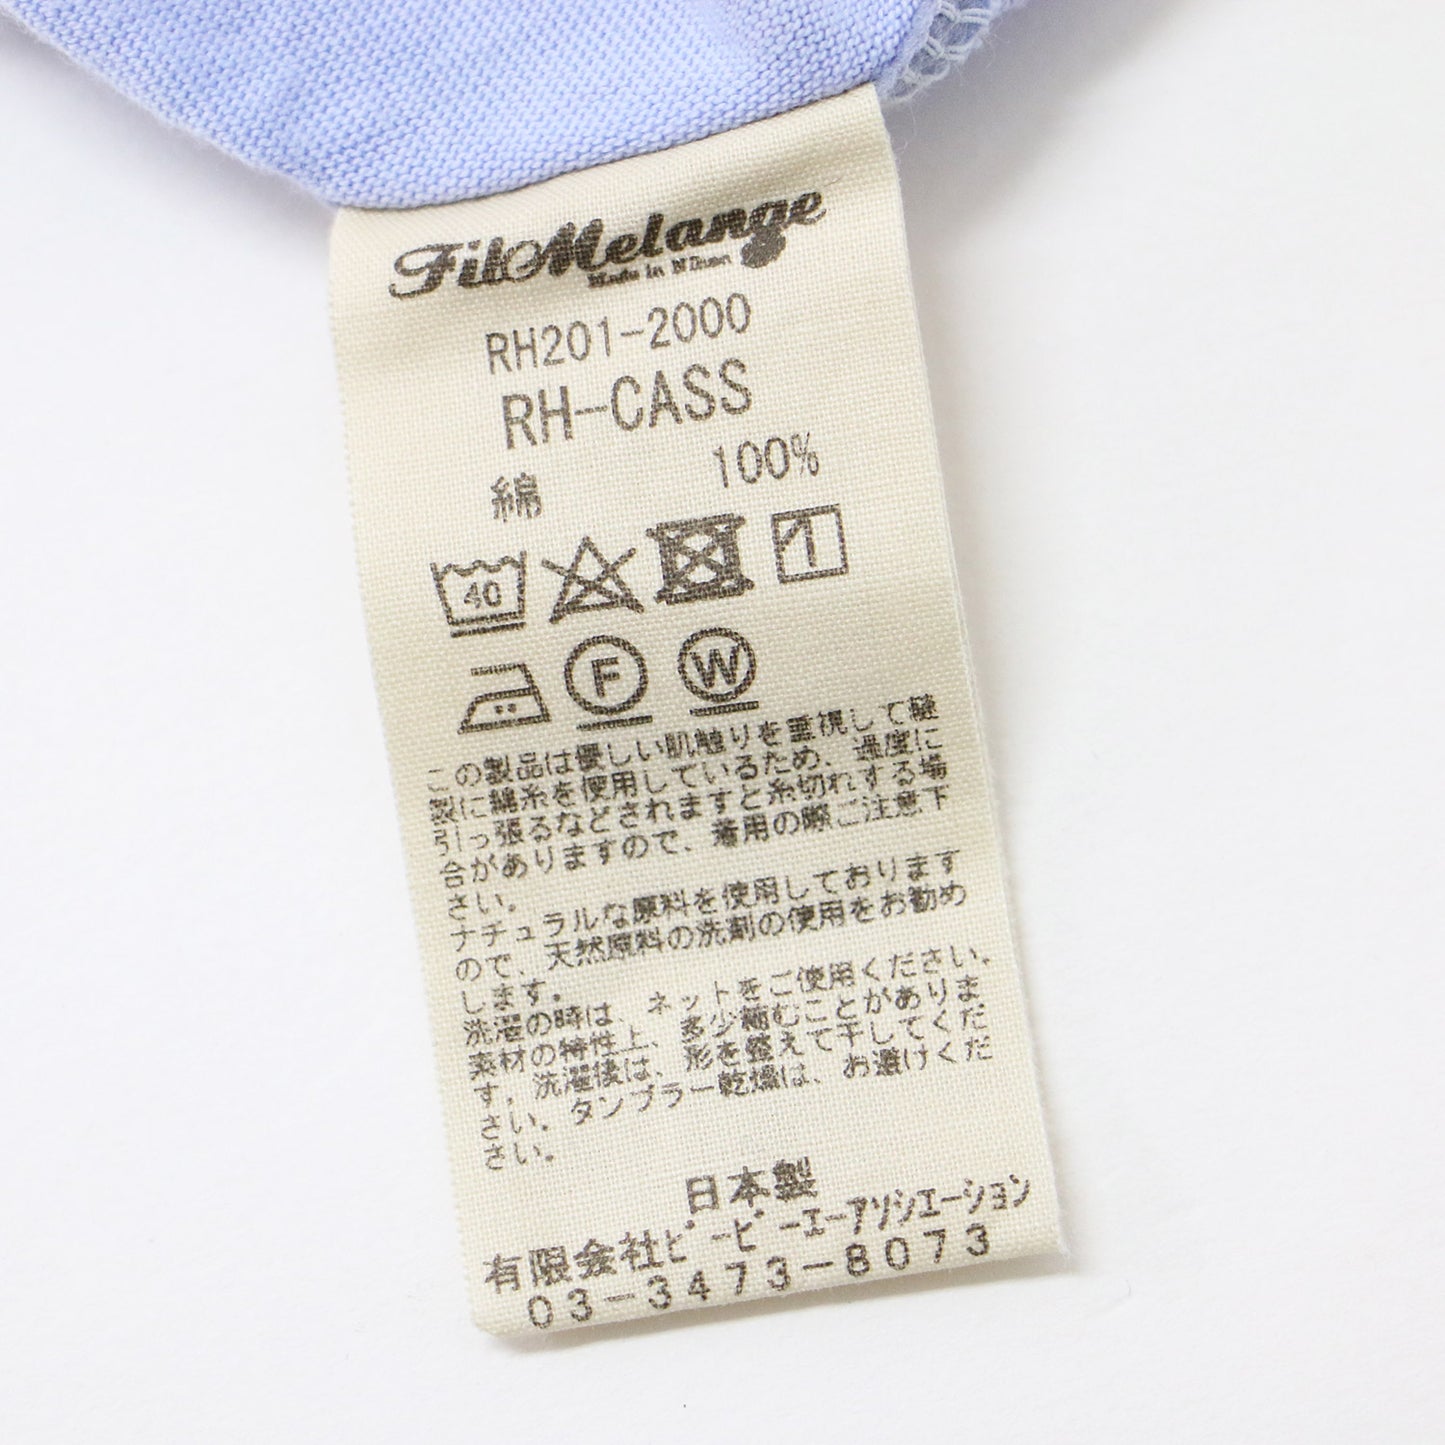 FilMelange
Made in Nihon
RH201-2000
RH-CASS
綿 100%
40
F W
この製品は優しい肌触りを重視して縫
製に綿糸を使用しているため、過度に
引っ張るなどされますと糸切れする場
合がありますので、着用の際ご注意下
さい。
ナチュラルな原料を使用しております
ので、天然原料の洗剤の使用をお勧め
します。
洗濯の時は、ネットをご使用ください。
素材の特性上、多少縮むことがありま
す。洗濯後は、形を整えて干してくだ
さい。タンブラー乾燥は、お避けくだ
さい。
日本製
有限会社ビーピーエーアソシエーション
03-3473-8073